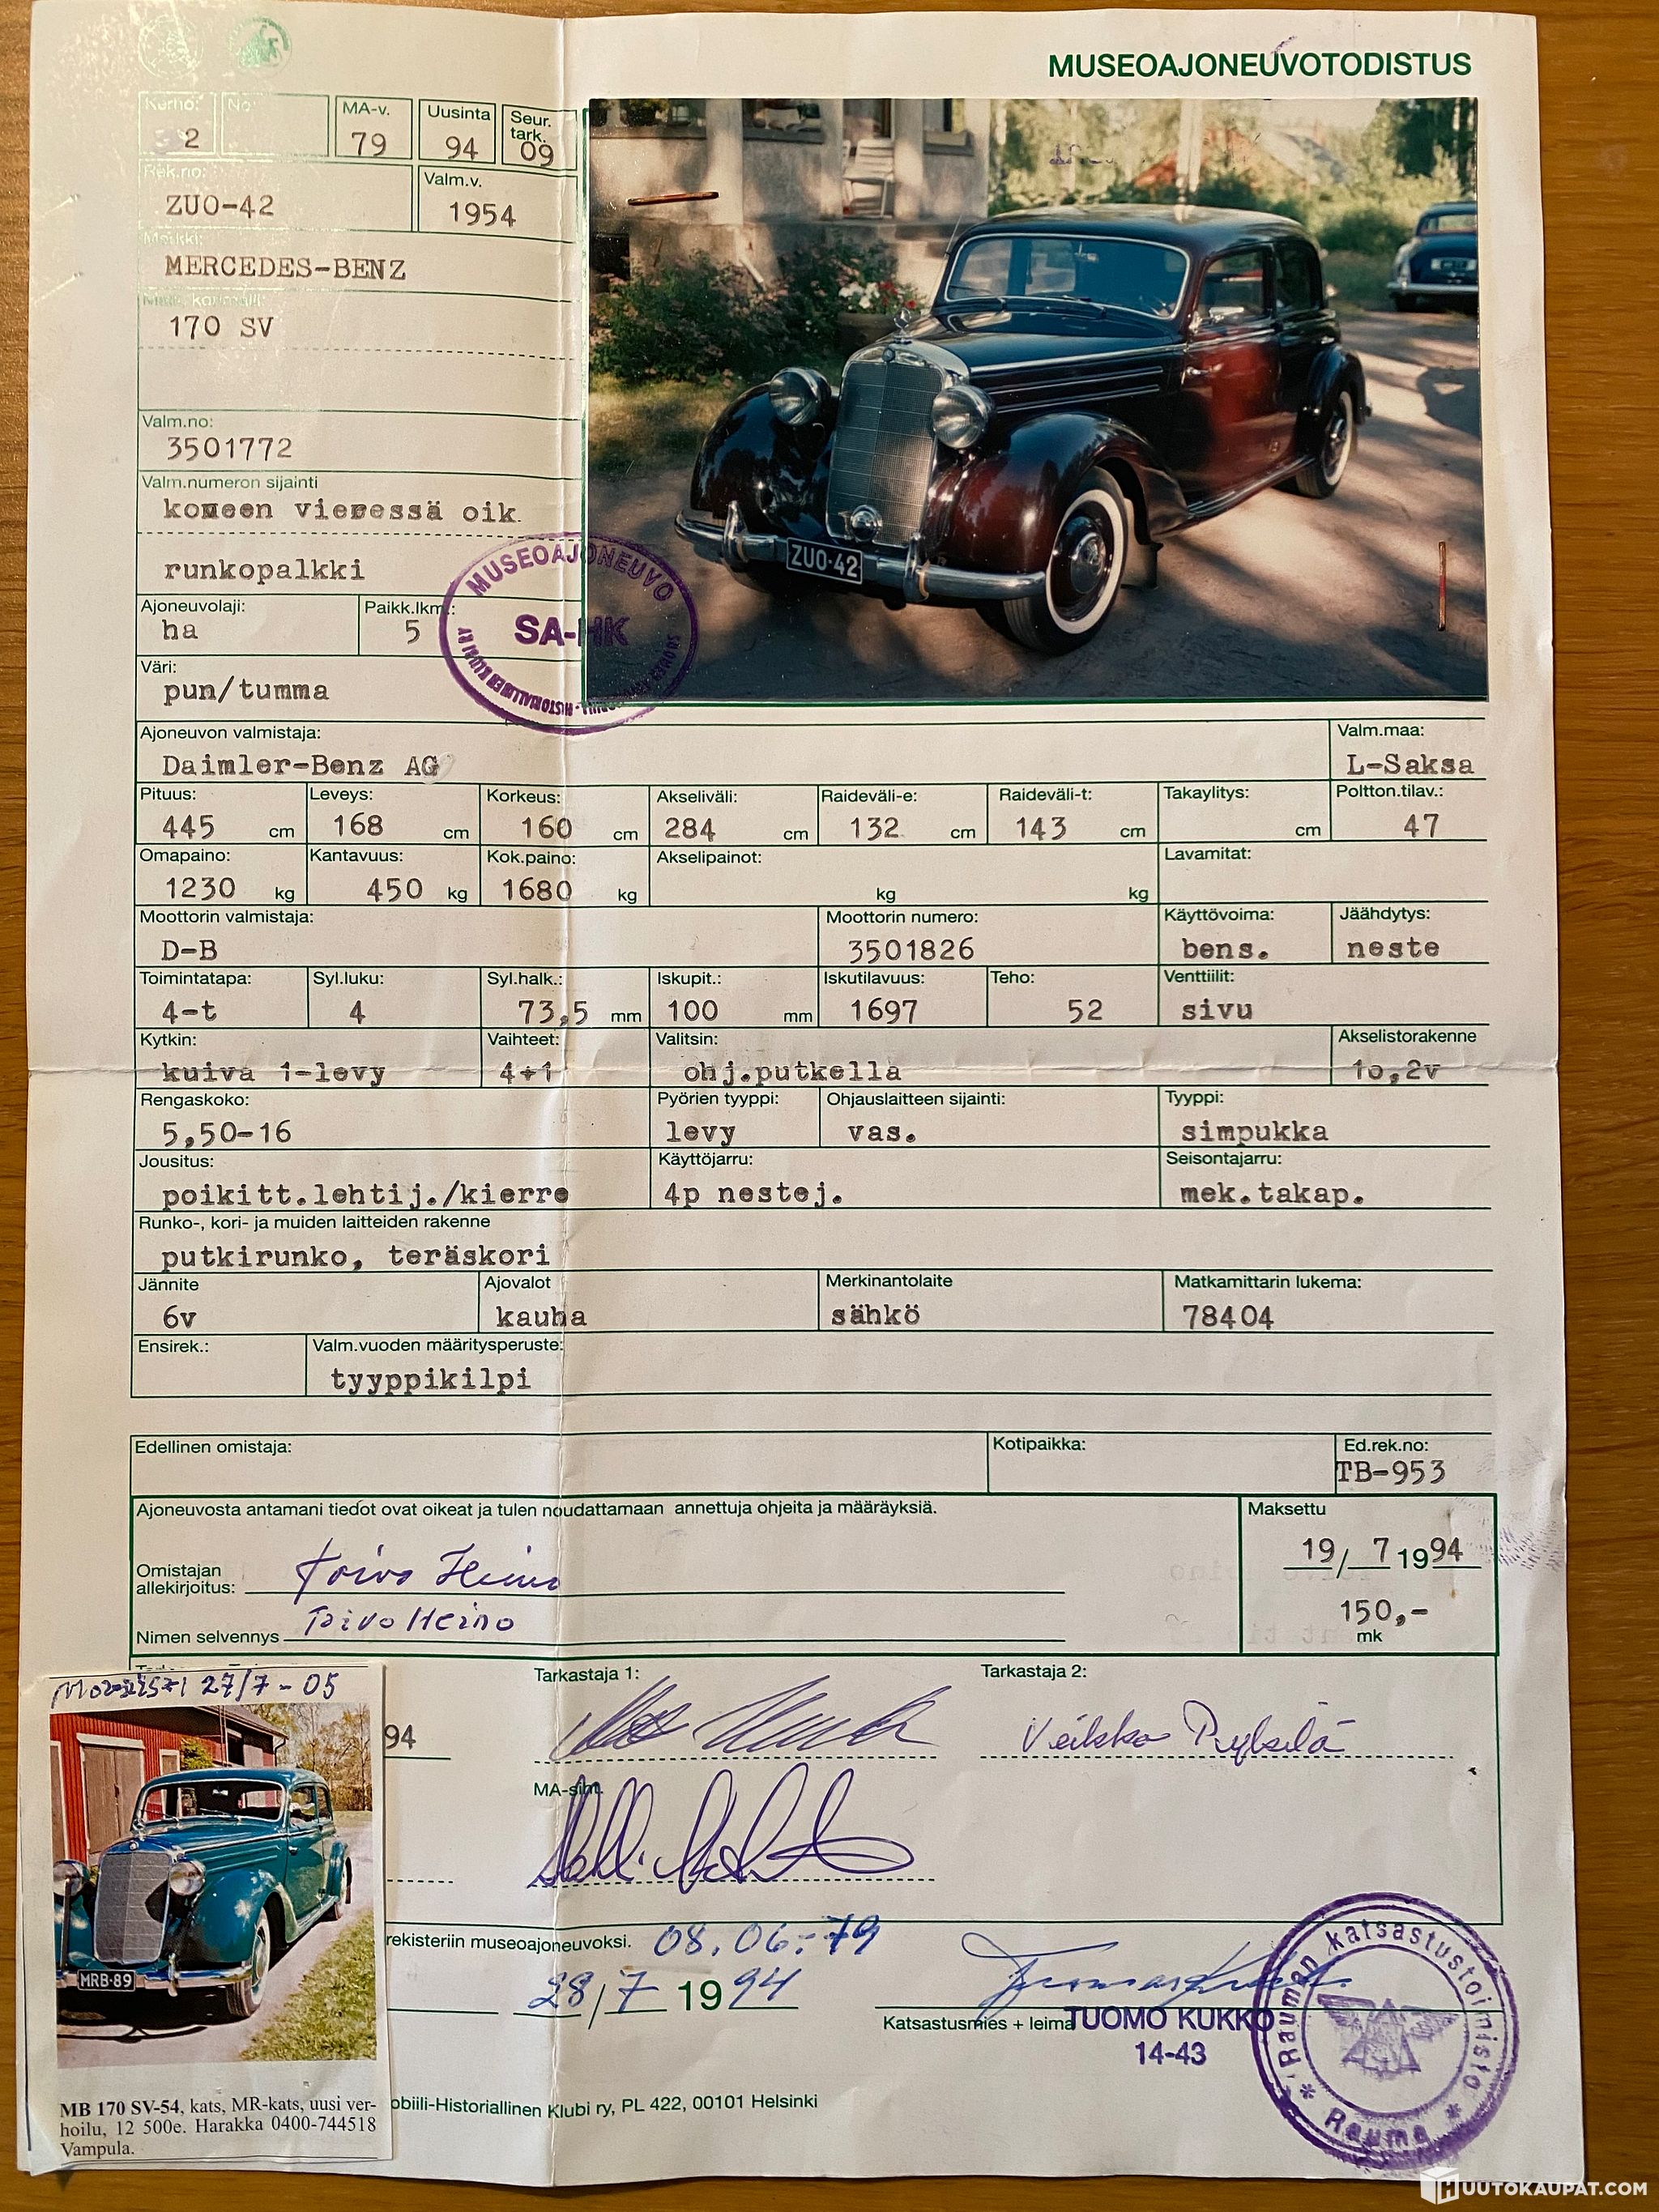 MUSEOAJONEUVOTODISTUS
Kerho: No: MA-v. Uusinta Seur. tark.
2 79 94 09
Rek.no: Valm.v.
ZUO-42 1954
Merkki:
MERCEDES-BENZ
170 SV
Valm.no:
3501772
Valm.numeron sijainti
koneen vieressä oik.
runkopalkki
Ajoneuvolaji: Paikk.lkm.:
ha 5
Väri:
pun/tumma
ZUO-42
MUSEOAJONEUVO
SA-HK
Ajoneuvon valmistaja: Valm.maa:
Daimler-Benz AG L-Saksa
Pituus: Leveys: Korkeus: Akseliväli: Raideväli-e: Raideväli-t: Takaylitys: Poltton.tilav.:
445 cm 168 cm 160 cm 284 cm 132 cm 143 cm cm 47
Omapaino: Kantavuus: Kok.paino: Akselipainot: Lavamitat:
1230 kg 450 kg 1680 kg kg kg
Moottorin valmistaja: Moottorin numero: Käyttövoima: Jäähdytys:
D-B 3501826 bens. neste
Toimintatapa: Syl.luku: Syl.halk.: Iskupit.: Iskutilavuus: Teho: Venttiilit:
4-t 4 73,5 mm 100 mm 1697 52 sivu
Kytkin: Vaihteet: Valitsin: Akselistorakenne
kuiva 1-levy 4+1 ohj.putkella 1o,2v
Rengaskoko: Pyörien tyyppi: Ohjauslaitteen sijainti: Tyyppi:
5,50-16 levy vas. simpukka
Jousitus: Käyttöjarru: Seisontajarru:
poikitt.lehtij./kierre 4p nestej. mek.takap.
Runko-, kori- ja muiden laitteiden rakenne
putkirunko, teräskori
Jännite Ajovalot Merkinantolaite Matkamittarin lukema:
6v kauha sähkö 78404
Ensirek.: Valm.vuoden määritysperuste:
tyyppikilpi
Edellinen omistaja: Kotipaikka: Ed.rek.no:
TB-953
Ajoneuvosta antamani tiedot ovat oikeat ja tulen noudattamaan annettuja ohjeita ja määräyksiä. Maksettu
19/ 7 1994
Omistajan allekirjoitus: Toivo Heino
150,-
mk
Nimen selvennys Toivo Heino
Tarkastaja 1: Tarkastaja 2:
27/7-05
94
MA-sim.
rekisteriin museoajoneuvoksi. 08.06.-79
28/7 1994
Katsastusmies + leima TUOMO KUKKO
14-43
Rauman katsastustoimisto
* Rauma *
obiili-Historiallinen Klubi ry, PL 422, 00101 Helsinki
MRB-89
MB 170 SV-54, kats, MR-kats, uusi ver-
hoilu, 12 500e. Harakka 0400-744518
Vampula.
HUUTOKAUPAT.COM